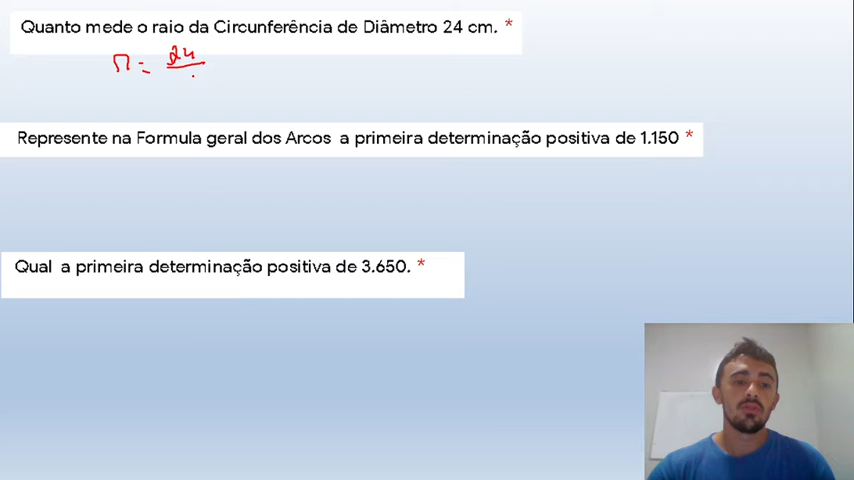 Quanto mede o raio da Circunferência de Diâmetro 24 cm. *
r = 24
Represente na Formula geral dos Arcos a primeira determinação positiva de 1.150 *
Qual a primeira determinação positiva de 3.650. *